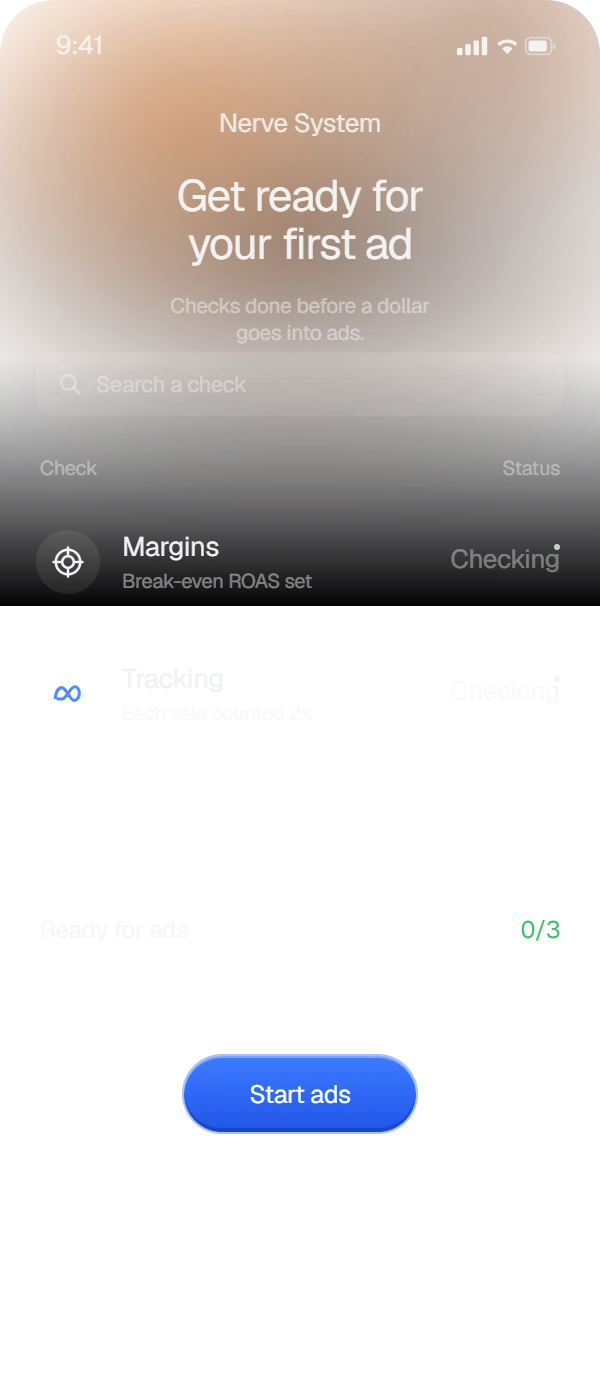 9:41
Nerve System
Get ready for
your first ad
Checks done before a dollar
goes into ads.
Search a check
Check Status
Margins
Checking
Break-even ROAS set
Tracking
Checking
Each sale counted 2x
Ready for ads 0/3
Start ads